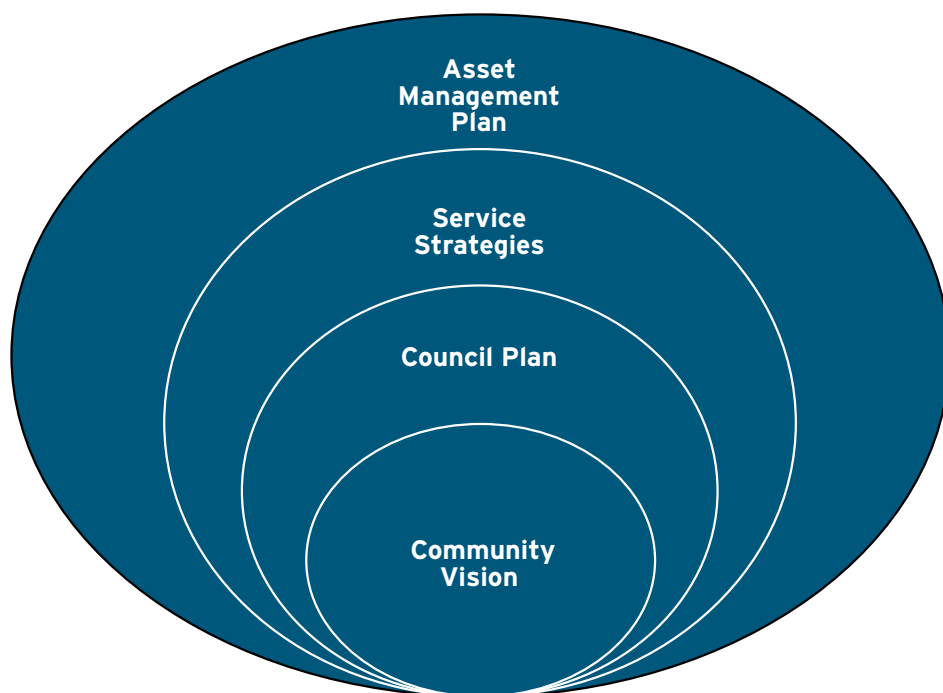 Asset
Management
Plan
Service
Strategies
Council Plan
Community
Vision